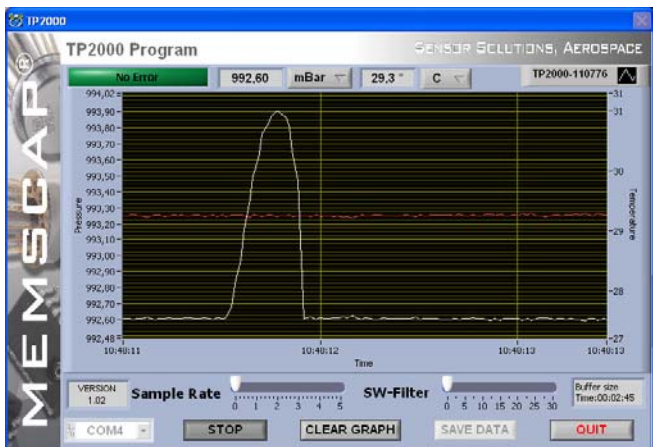 TP2000
TP2000 Program
SENSOR SOLUTIONS, AEROSPACE
MEMSCAP®
No Error
992,60
mBar
29,3 °
C
TP2000-110776
994,02
993,90
993,80
993,70
993,60
993,50
993,40
993,30
993,20
993,10
993,00
992,90
992,80
992,70
992,60
992,48
Pressure
31
31
30
29
28
27
Temperature
10:48:11
10:48:12
10:48:13
10:48:13
Time
VERSION
1.02
Sample Rate
0 1 2 3 4 5
SW-Filter
0 5 10 15 20 25 30
Buffer size
Time:00:02:45
COM4
STOP
CLEAR GRAPH
SAVE DATA
QUIT